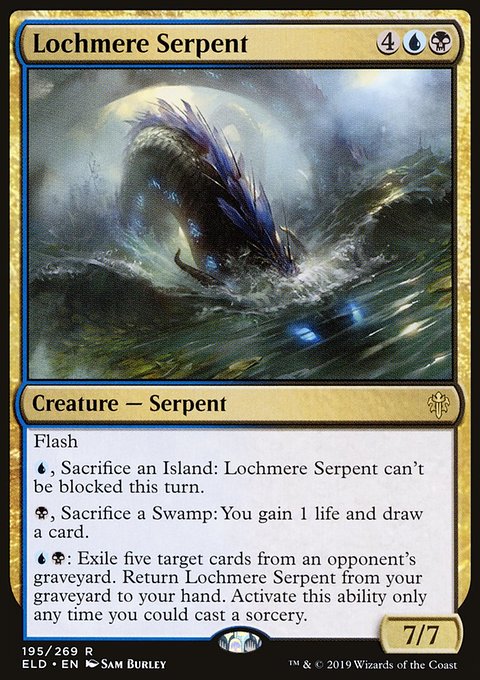 Lochmere Serpent 4
Creature — Serpent
Flash
, Sacrifice an Island: Lochmere Serpent can't
be blocked this turn.
, Sacrifice a Swamp: You gain 1 life and draw
a card.
: Exile five target cards from an opponent's
graveyard. Return Lochmere Serpent from your
graveyard to your hand. Activate this ability only
any time you could cast a sorcery.
7/7
195/269 R
ELD • EN Sam Burley
™ & © 2019 Wizards of the Coast